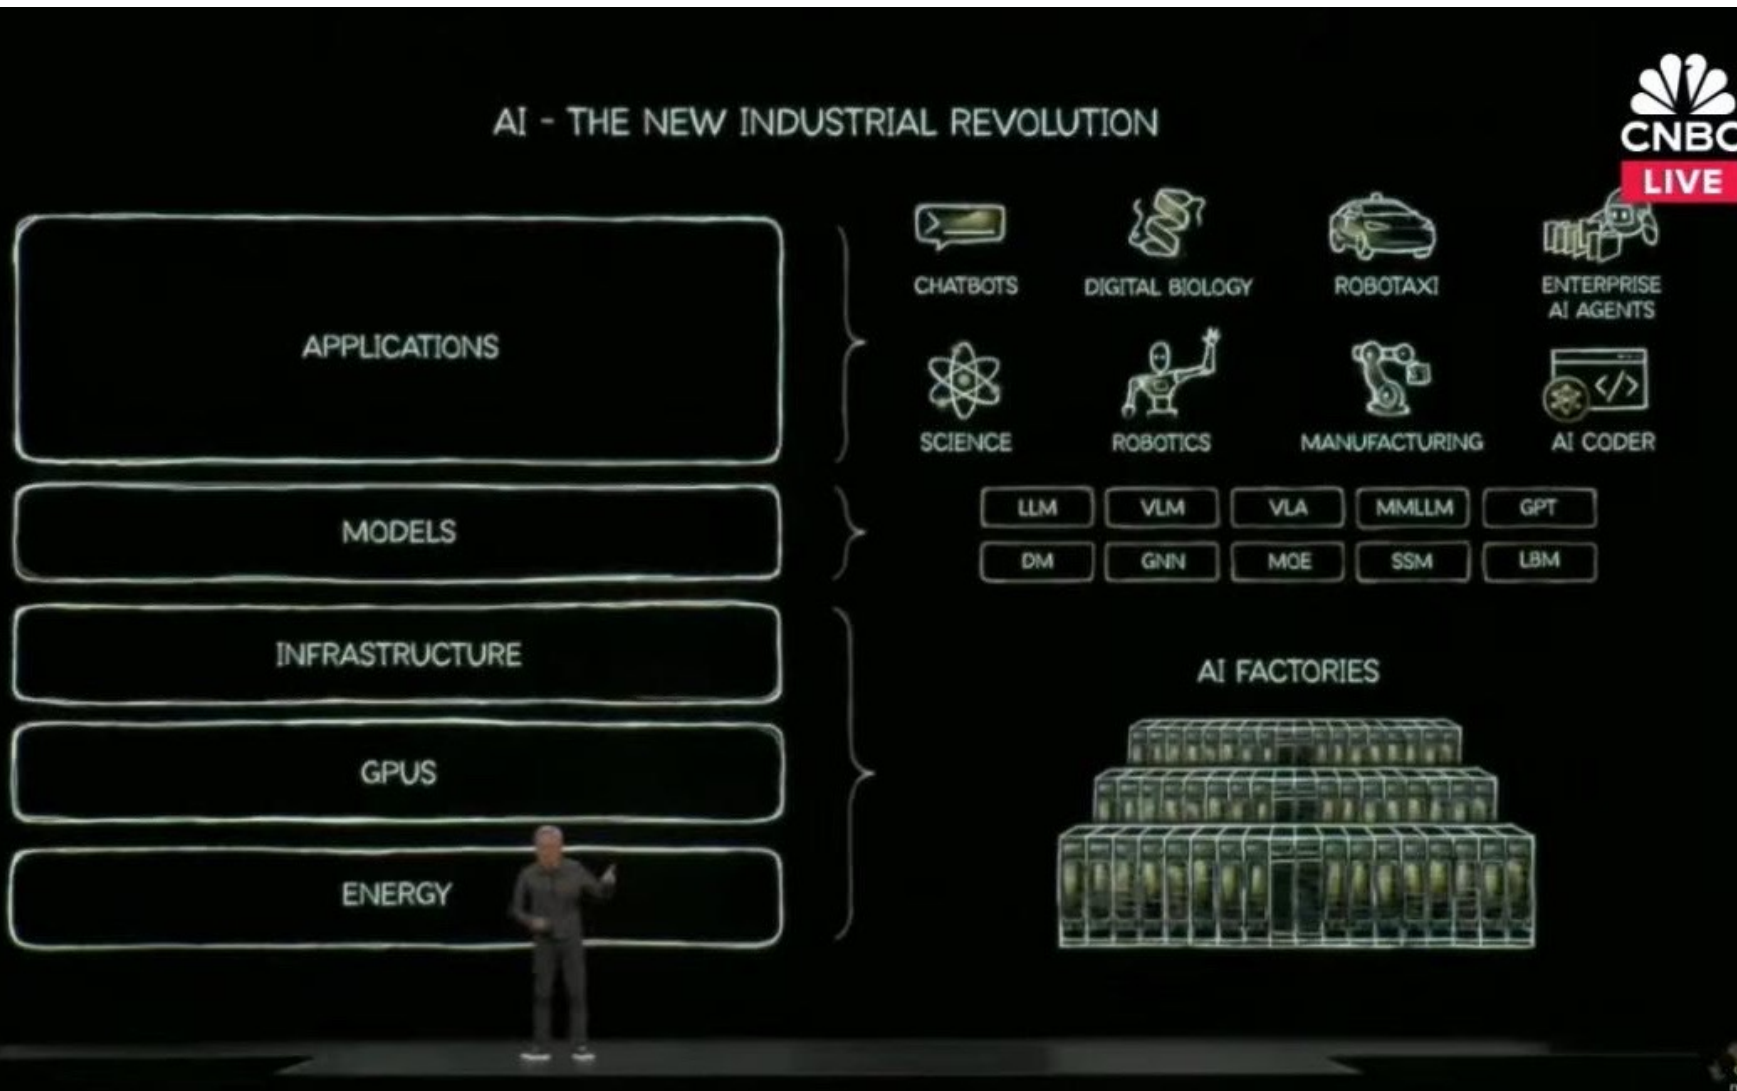 AI - THE NEW INDUSTRIAL REVOLUTION
CNBC
LIVE
APPLICATIONS
CHATBOTS
DIGITAL BIOLOGY
ROBOTAXI
ENTERPRISE
AI AGENTS
SCIENCE
ROBOTICS
MANUFACTURING
AI CODER
MODELS
LLM
VLM
VLA
MMLLM
GPT
DM
GNN
MOE
SSM
LBM
INFRASTRUCTURE
GPUS
ENERGY
AI FACTORIES